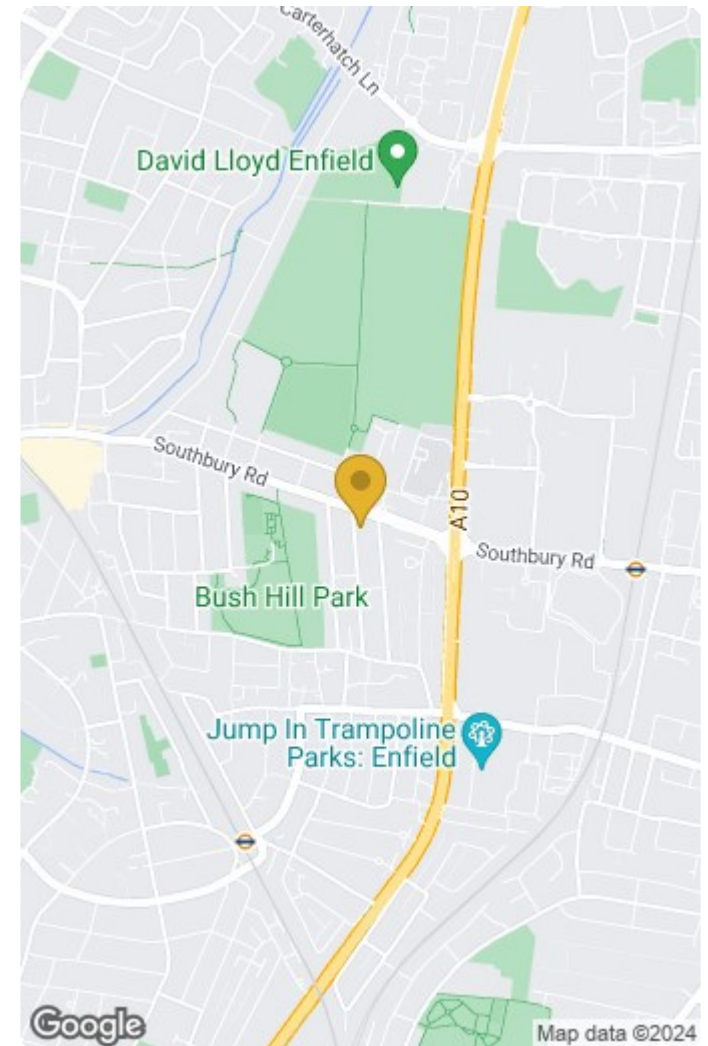 Carterhatch Ln
David Lloyd Enfield
Southbury Rd
A10
Southbury Rd
Bush Hill Park
Jump In Trampoline
Parks: Enfield
Google
Map data ©2024